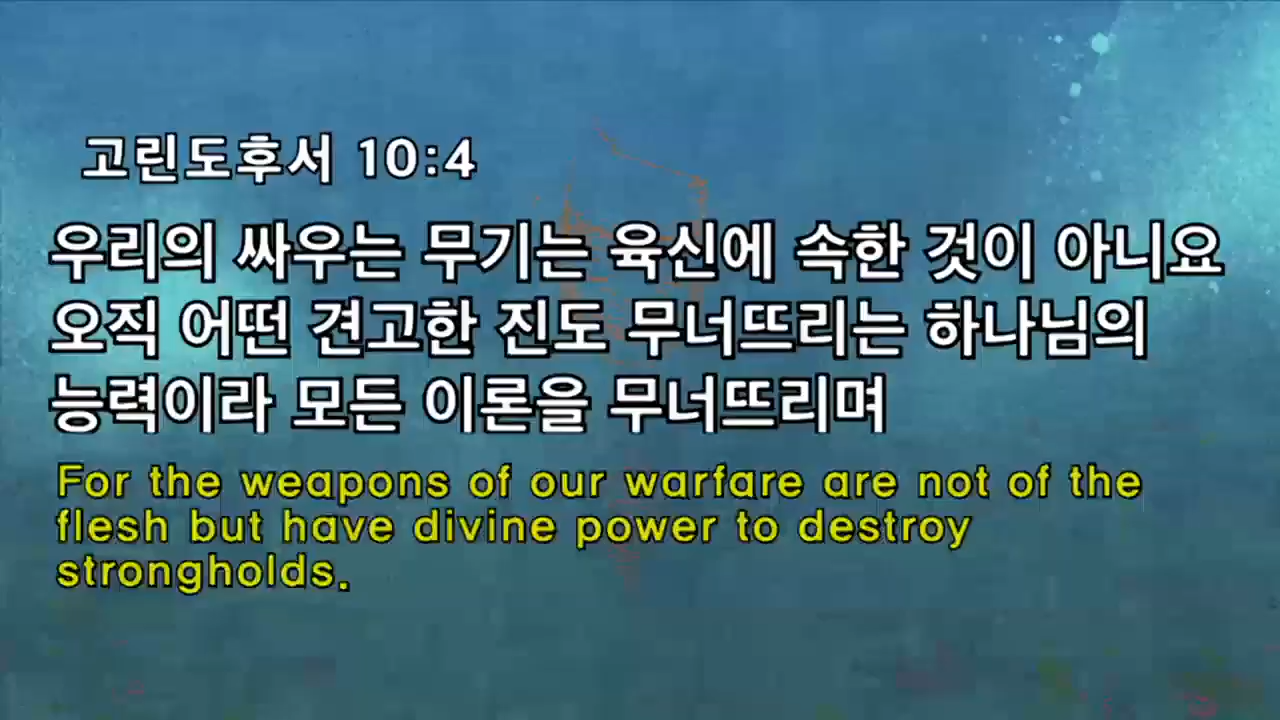 고린도후서 10:4
우리의 싸우는 무기는 육신에 속한 것이 아니요
오직 어떤 견고한 진도 무너뜨리는 하나님의
능력이라 모든 이론을 무너뜨리며
For the weapons of our warfare are not of the
flesh but have divine power to destroy
strongholds.